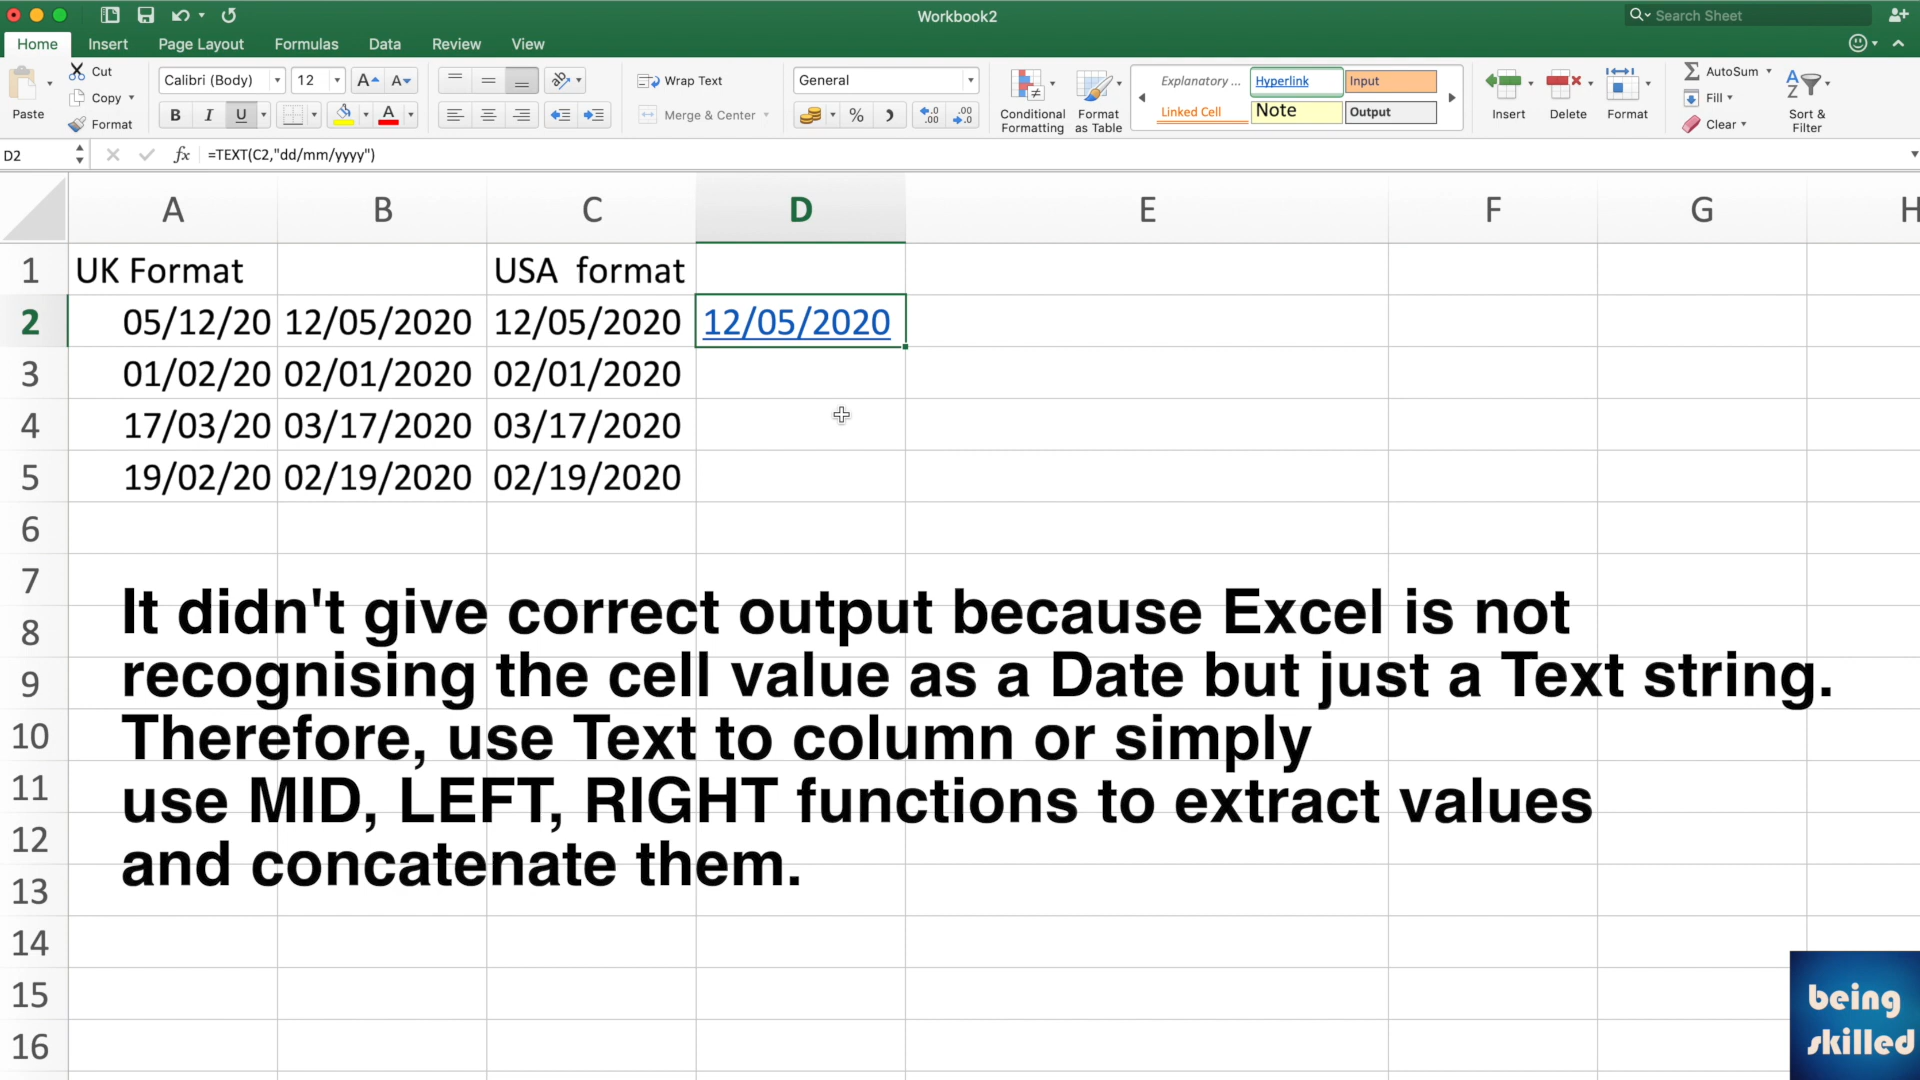 Workbook2
Search Sheet
Home Insert Page Layout Formulas Data Review View
Paste
Cut
Copy
Format
Calibri (Body) 12
A A
B I U A
Wrap Text
Merge & Center
General
%
.0 .00
.00 .0
Conditional Formatting
Format as Table
Explanatory ... Hyperlink Input
Linked Cell Note Output
Insert Delete Format
AutoSum
Fill
Clear
A Z
Sort & Filter
D2 fx =TEXT(C2,"dd/mm/yyyy")
A B C D E F G H
1 UK Format USA format
2 05/12/20 12/05/2020 12/05/2020 12/05/2020
3 01/02/20 02/01/2020 02/01/2020
4 17/03/20 03/17/2020 03/17/2020
5 19/02/20 02/19/2020 02/19/2020
6
7
It didn't give correct output because Excel is not
8
recognising the cell value as a Date but just a Text string.
9
Therefore, use Text to column or simply
10
use MID, LEFT, RIGHT functions to extract values
11
12
and concatenate them.
13
14
15
16
being
skilled